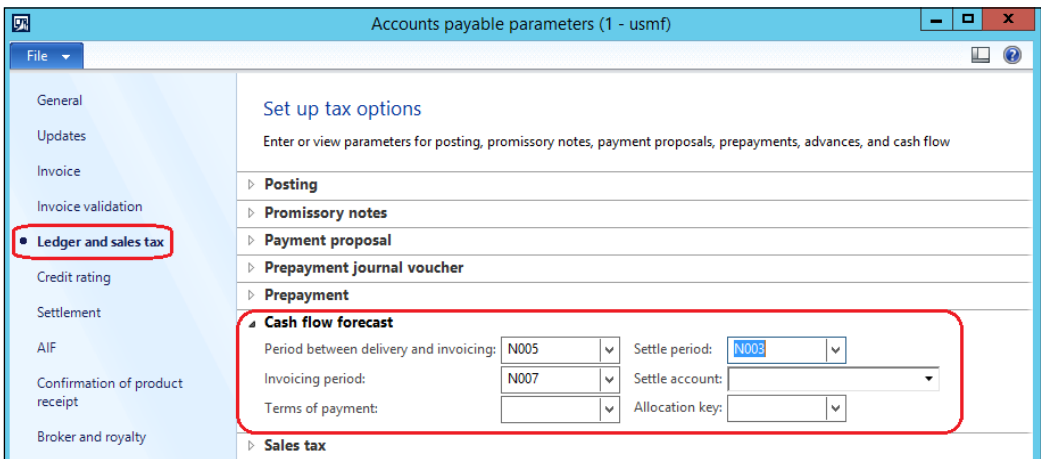 Accounts payable parameters (1 - usmf)
File
General
Updates
Invoice
Invoice validation
Ledger and sales tax
Credit rating
Settlement
AIF
Confirmation of product
receipt
Broker and royalty
Set up tax options
Enter or view parameters for posting, promissory notes, payment proposals, prepayments, advances, and cash flow
Posting
Promissory notes
Payment proposal
Prepayment journal voucher
Prepayment
Cash flow forecast
Period between delivery and invoicing: N005 Settle period: N003
Invoicing period: N007 Settle account:
Terms of payment: Allocation key:
Sales tax